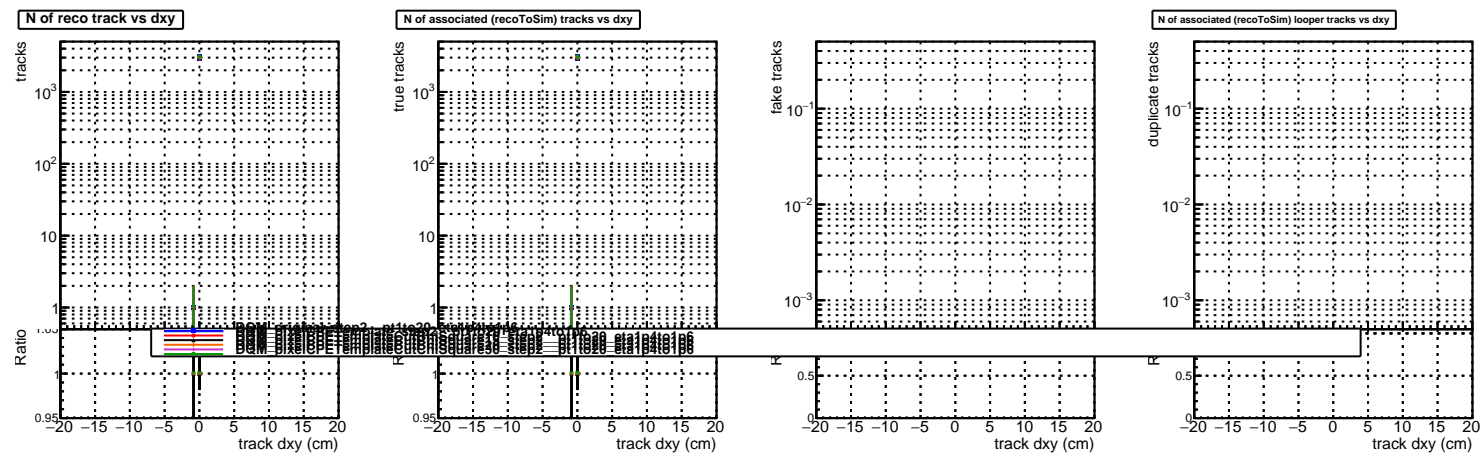 N of reco track vs dxy
tracks
10³
10²
10
1
Ratio
1
0.95
−20 −15 −10 −5 0 5 10 15 20
track dxy (cm)
N of associated (recoToSim) tracks vs dxy
true tracks
10³
10²
10
1
1
0.95
−20 −15 −10 −5 0 5 10 15 20
track dxy (cm)
fake tracks
10⁻¹
10⁻²
10⁻³
0.5
0
−20 −15 −10 −5 0 5 10 15 20
track dxy (cm)
N of associated (recoToSim) looper tracks vs dxy
duplicate tracks
10⁻¹
10⁻²
10⁻³
0.5
0
−20 −15 −10 −5 0 5 10 15 20
track dxy (cm)